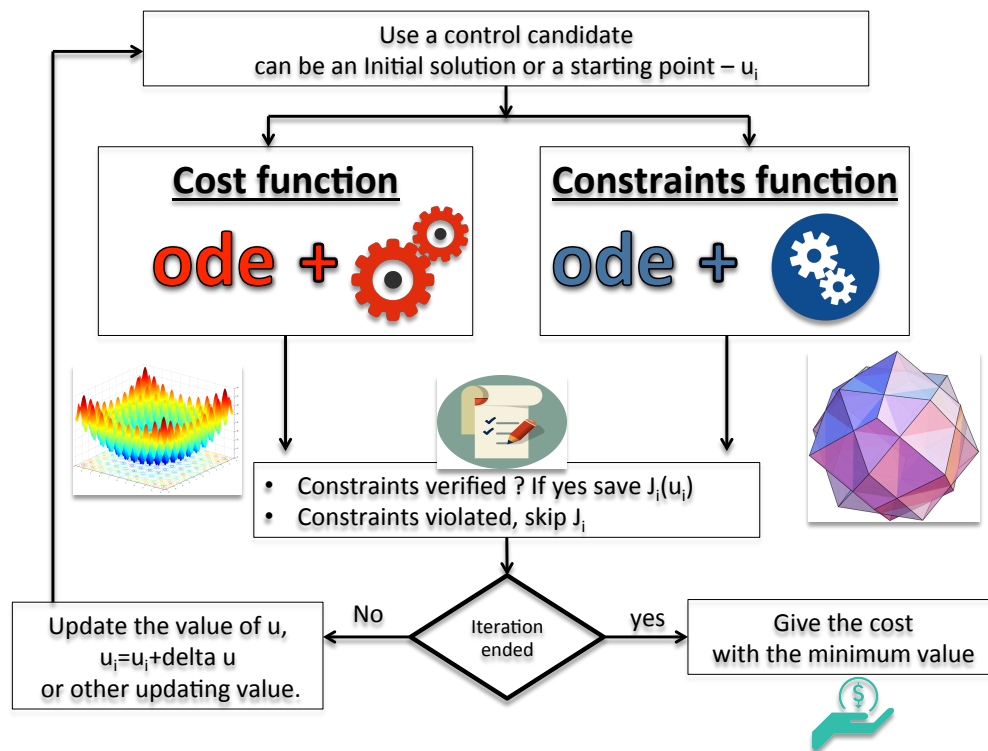 Use a control candidate
can be an Initial solution or a starting point – uᵢ
Cost function
ode +
Constraints function
ode +
• Constraints verified ? If yes save Jᵢ(uᵢ)
• Constraints violated, skip Jᵢ
Iteration
ended
No
yes
Update the value of u,
uᵢ=uᵢ+delta u
or other updating value.
Give the cost
with the minimum value
$